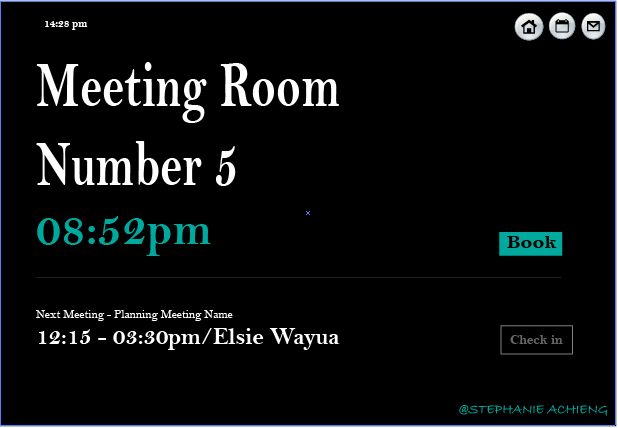 14:28 pm
Meeting Room
Number 5
08:52pm
Book
Next Meeting - Planning Meeting Name
12:15 - 03:30pm/Elsie Wayua
Check in
@STEPHANIE ACHIENG